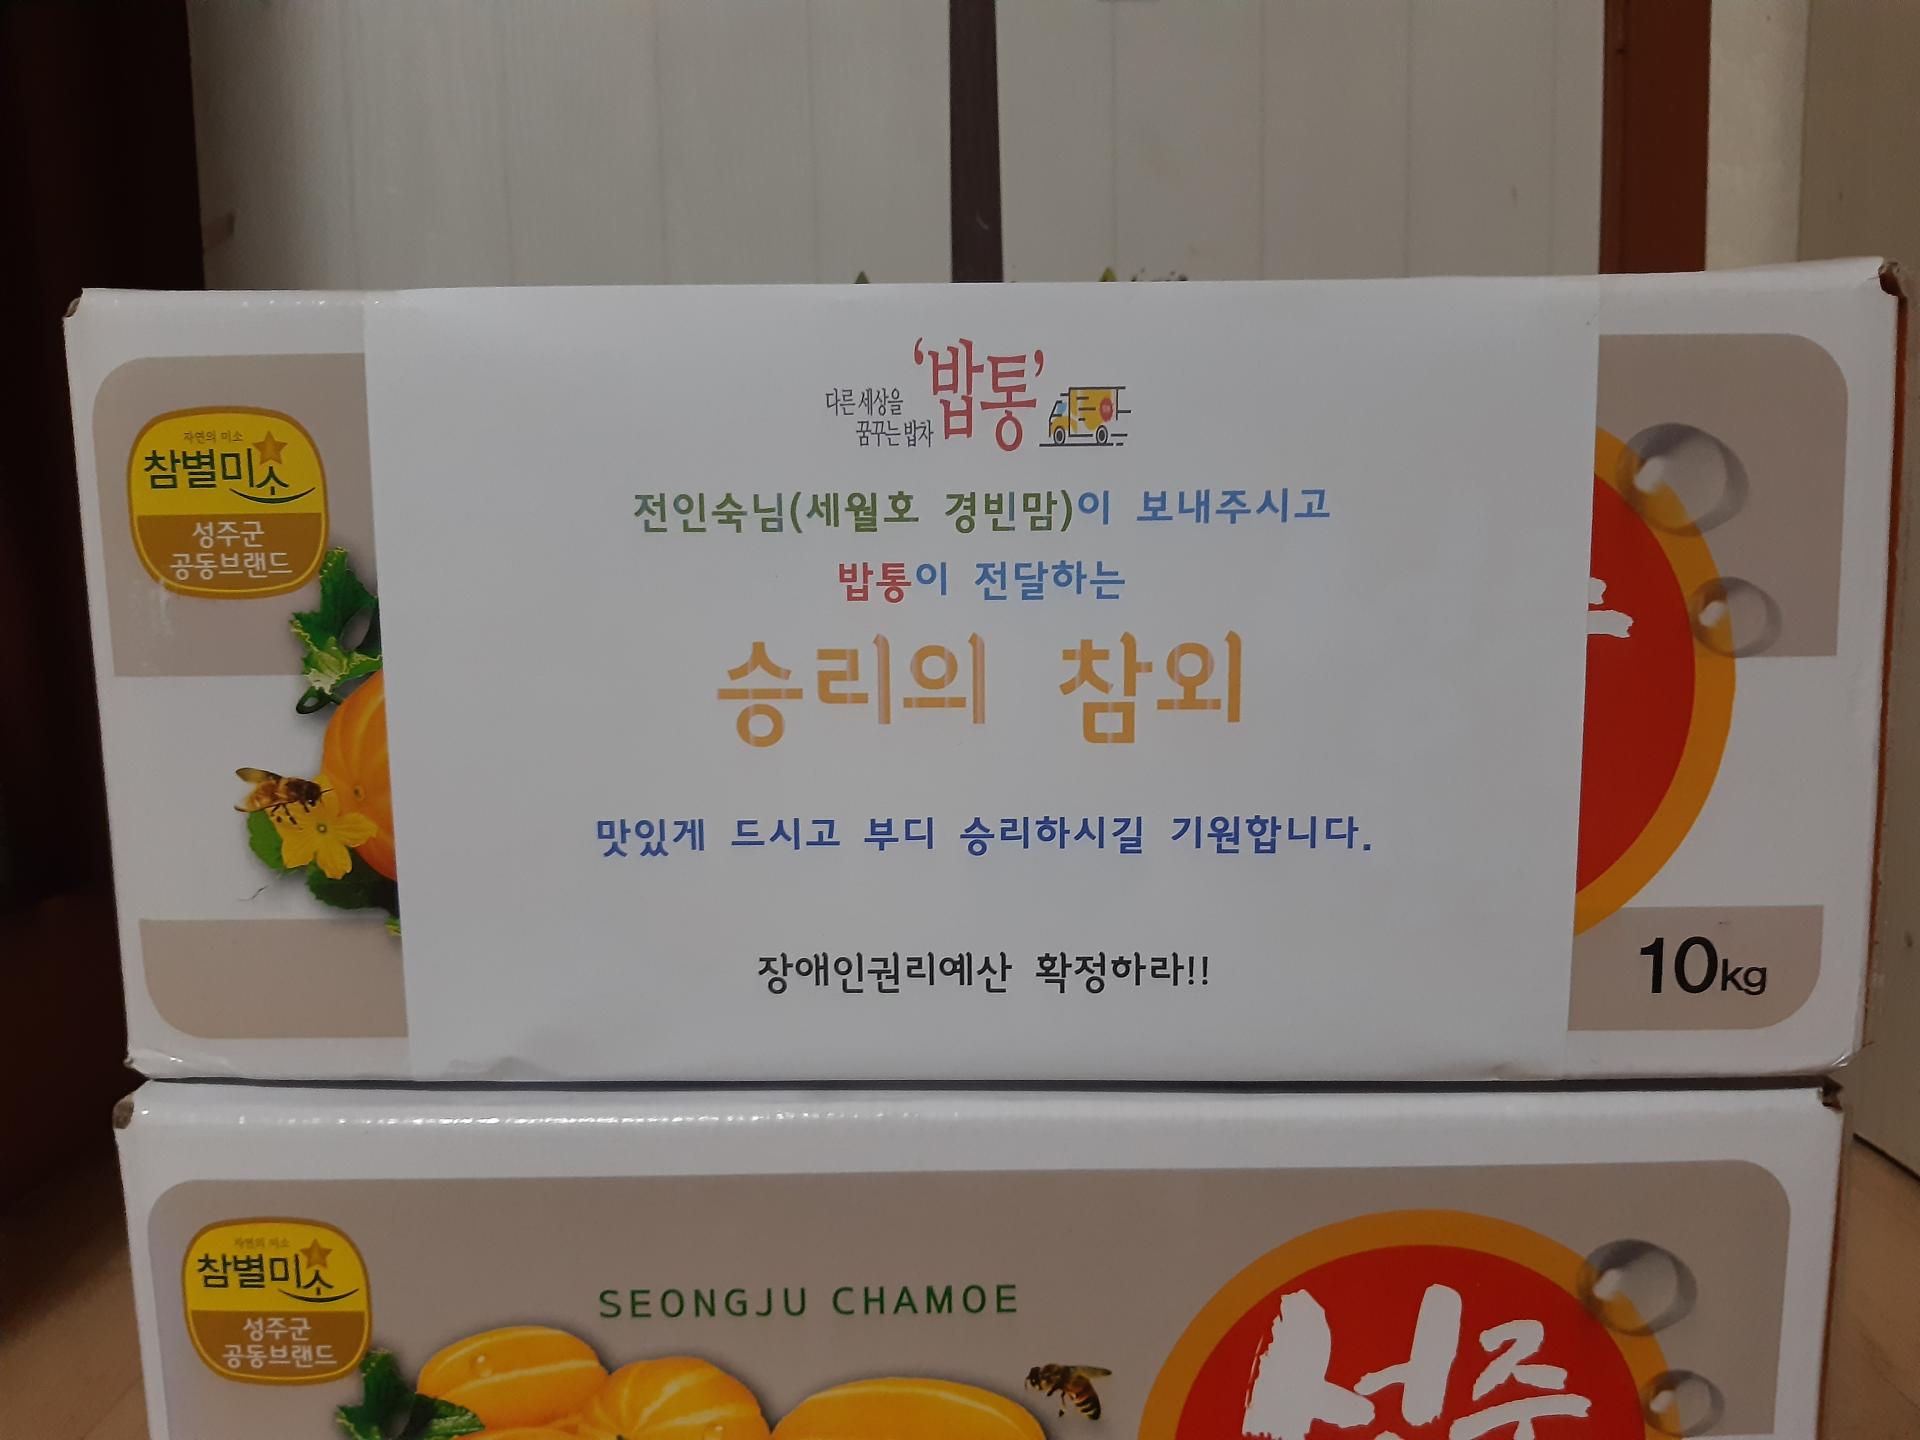 다른 세상을
꿈꾸는 밥차
‘밥통’
전인숙님(세월호 경빈맘)이 보내주시고
밥통이 전달하는
승리의 참외
맛있게 드시고 부디 승리하시길 기원합니다.
장애인권리예산 확정하라!!
자연의 미소
참별미소
성주군
공동브랜드
10kg
자연의 미소
참별미소
성주군
공동브랜드
SEONGJU CHAMOE
성주